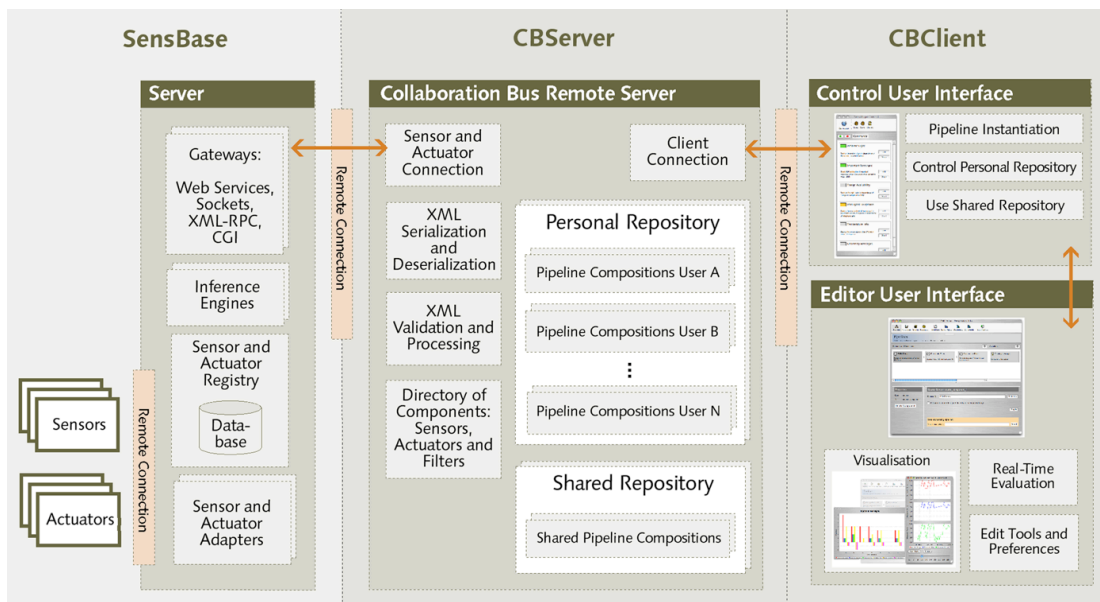 SensBase
CBServer
CBClient
Server
Gateways:
Web Services,
Sockets,
XML-RPC,
CGI
Inference
Engines
Sensor and
Actuator
Registry
Data-
base
Sensor and
Actuator
Adapters
Sensors
Actuators
Remote Connection
Remote Connection
Collaboration Bus Remote Server
Sensor and
Actuator
Connection
Client
Connection
XML
Serialization
and
Deserialization
XML
Validation and
Processing
Directory of
Components:
Sensors,
Actuators and
Filters
Personal Repository
Pipeline Compositions User A
Pipeline Compositions User B
Pipeline Compositions User N
Shared Repository
Shared Pipeline Compositions
Remote Connection
Control User Interface
Pipeline Instantiation
Control Personal Repository
Use Shared Repository
Editor User Interface
Visualisation
Real-Time
Evaluation
Edit Tools and
Preferences